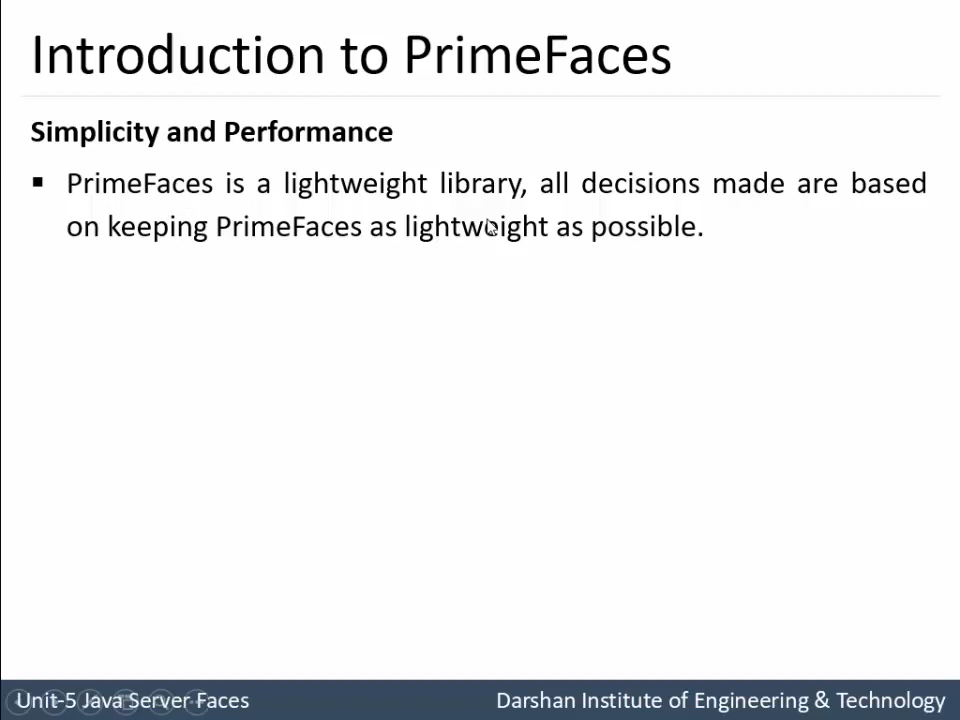 Introduction to PrimeFaces
Simplicity and Performance
▪ PrimeFaces is a lightweight library, all decisions made are based
on keeping PrimeFaces as lightweight as possible.
Unit-5 Java Server Faces
Darshan Institute of Engineering & Technology